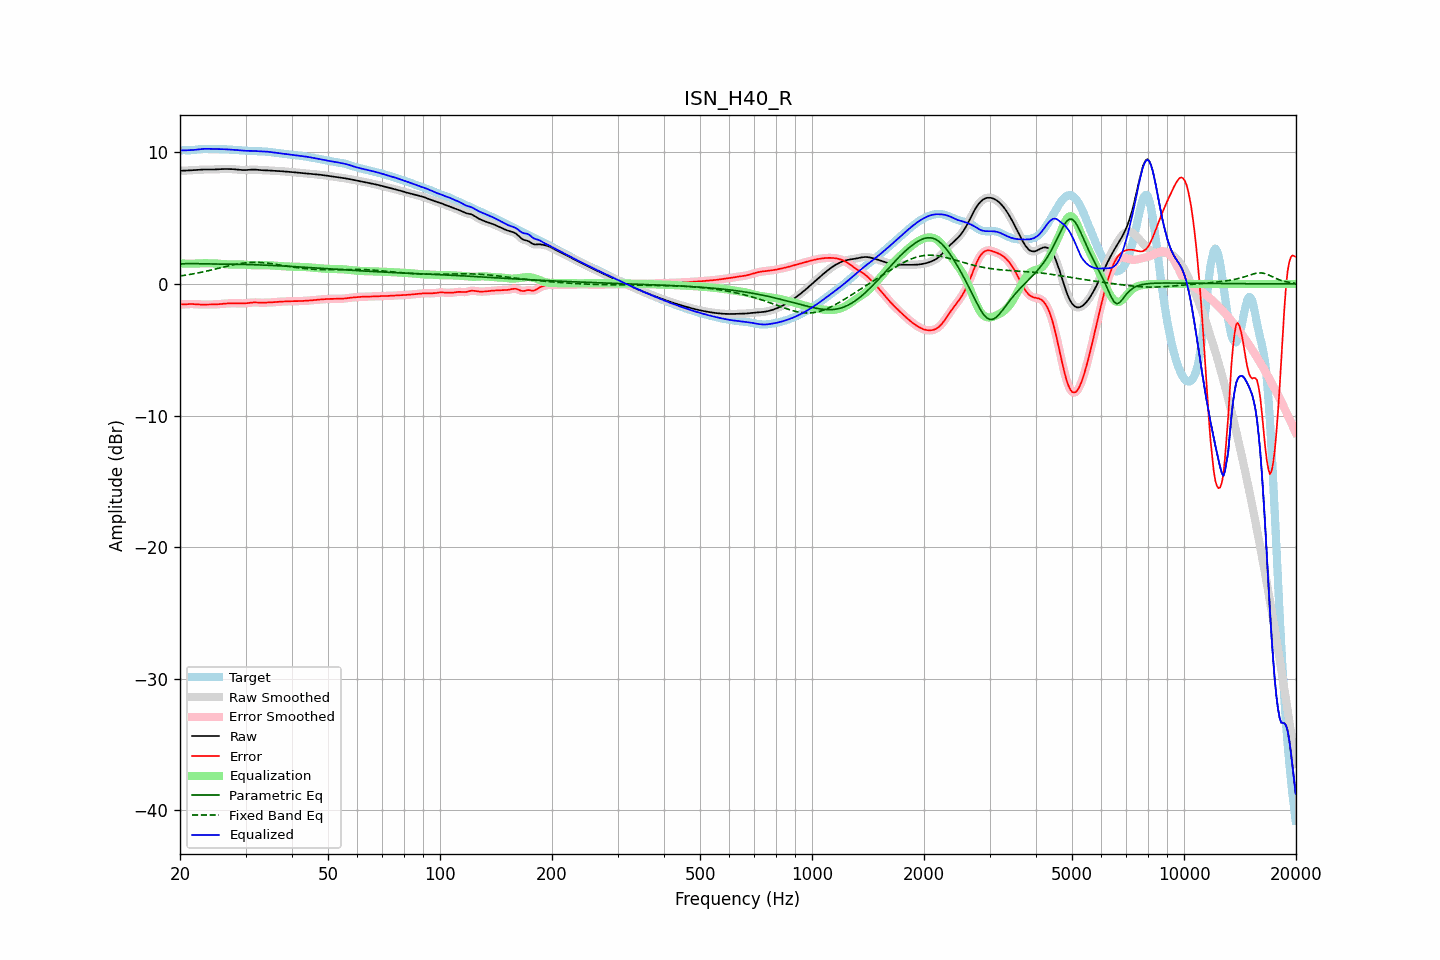 ISN_H40_R
Amplitude (dBr)
10
0
−10
−20
−30
−40
Target
Raw Smoothed
Error Smoothed
Raw
Error
Equalization
Parametric Eq
Fixed Band Eq
Equalized
20 50 100 200 500 1000 2000 5000 10000 20000
Frequency (Hz)